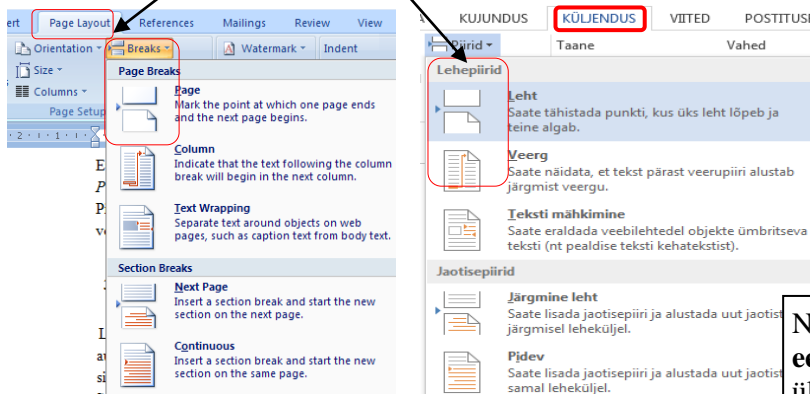 Page Layout References Mailings Review View
Orientation Breaks Watermark Indent
Size
Columns
Page Setup
2 1 1 1
Page Breaks
Page
Mark the point at which one page ends
and the next page begins.
Column
Indicate that the text following the column
break will begin in the next column.
Text Wrapping
Separate text around objects on web
pages, such as caption text from body text.
Section Breaks
Next Page
Insert a section break and start the new
section on the next page.
Continuous
Insert a section break and start the new
section on the same page.
KUJUNDUS KÜLJENDUS VIITED
Piirid Taane Vahed
Lehepiirid
Leht
Saate tähistada punkti, kus üks leht lõpeb ja
teine algab.
Veerg
Saate näidata, et tekst pärast veerupiiri alustab
järgmist veergu.
Teksti mähkimine
Saate eraldada veebilehtedel objekte ümbritseva
teksti (nt pealdise teksti kehatekstist).
Jaotisepiirid
Järgmine leht
Saate lisada jaotisepiiri ja alustada uut
järgmisel leheküljel.
Pidev
Saate lisada jaotisepiiri ja alustada uut
samal leheküljel.